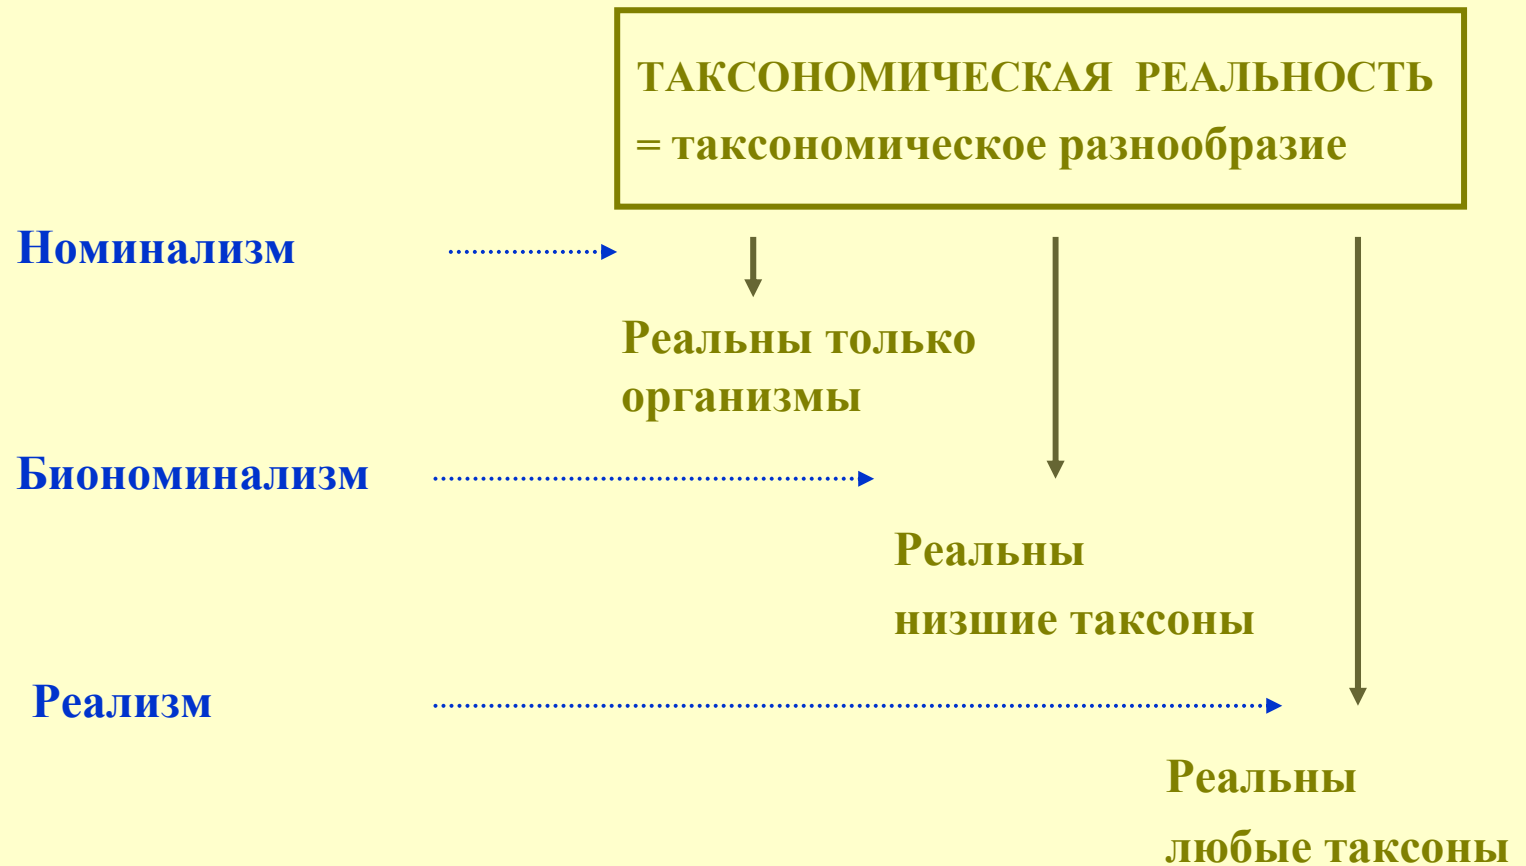 ТАКСОНОМИЧЕСКАЯ РЕАЛЬНОСТЬ
= таксономическое разнообразие
Номинализм
Реальны только
организмы
Биономинализм
Реальны
низшие таксоны
Реализм
Реальны
любые таксоны